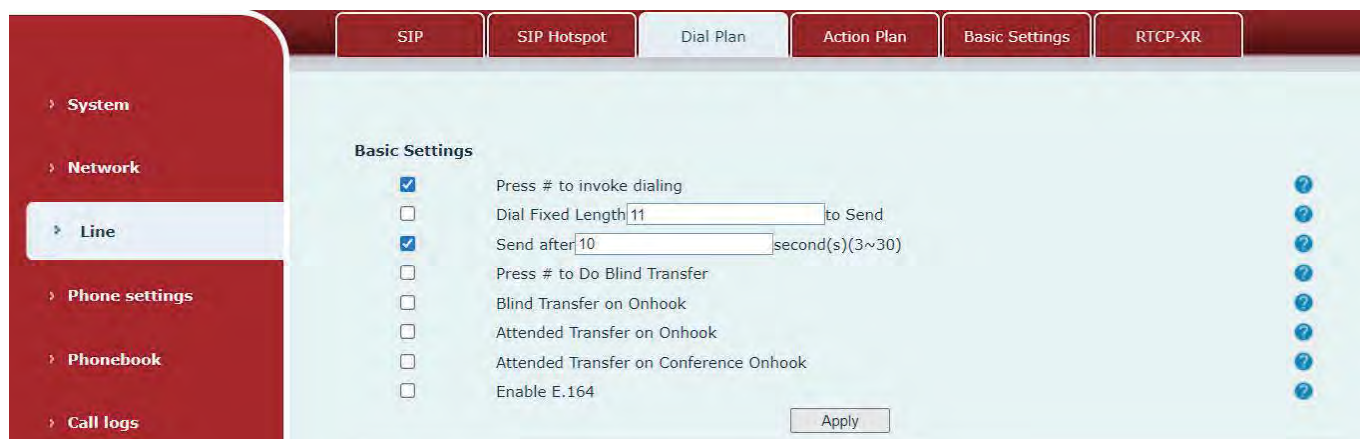 SIP SIP Hotspot Dial Plan Action Plan Basic Settings RTCP-XR
System
Network
Line
Phone settings
Phonebook
Call logs
Basic Settings
Press # to invoke dialing
Dial Fixed Length 11 to Send
Send after 10 second(s)(3~30)
Press # to Do Blind Transfer
Blind Transfer on Onhook
Attended Transfer on Onhook
Attended Transfer on Conference Onhook
Enable E.164
Apply